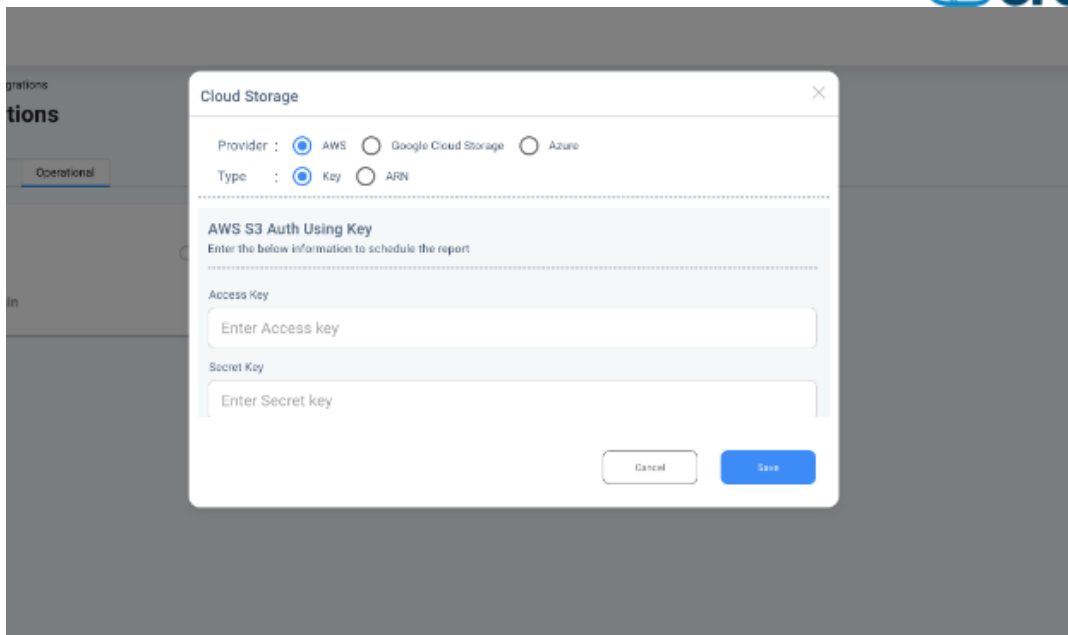 grations
tions
Operational
in
Cloud Storage
Provider : AWS Google Cloud Storage Azure
Type : Key ARN
AWS S3 Auth Using Key
Enter the below information to schedule the report
Access Key
Enter Access key
Secret Key
Enter Secret key
Cancel Save